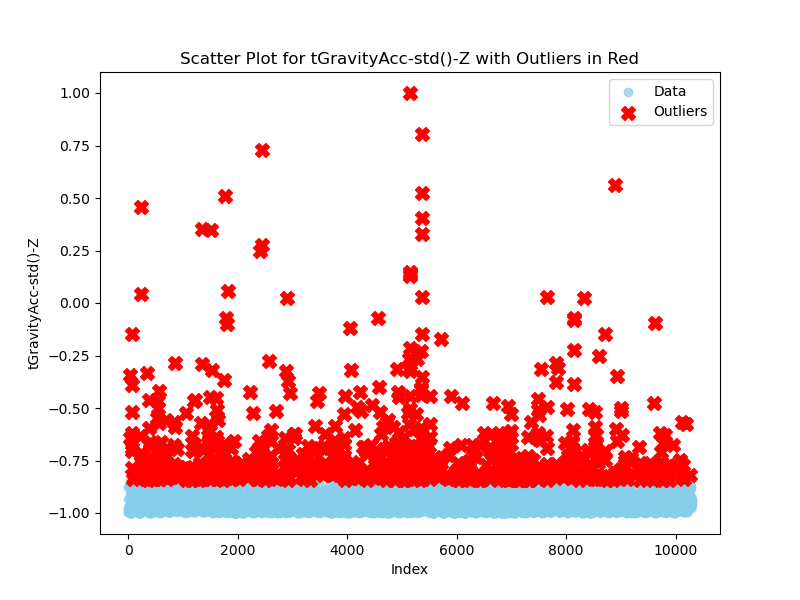 Scatter Plot for tGravityAcc-std()-Z with Outliers in Red
Data
Outliers
1.00
0.75
0.50
0.25
0.00
−0.25
−0.50
−0.75
−1.00
tGravityAcc-std()-Z
0 2000 4000 6000 8000 10000
Index